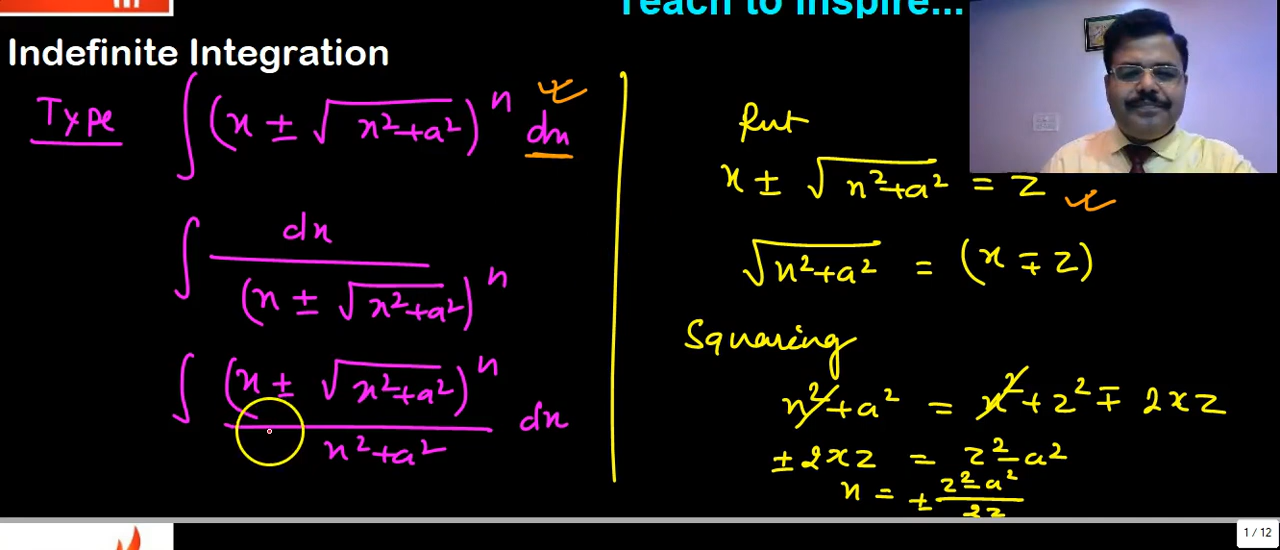 Teach to Inspire...
Indefinite Integration
Type ∫ (x ± √x²+a²)ⁿ dx
∫ dx / (x ± √x²+a²)ⁿ
∫ (x ± √x²+a²)ⁿ / x²+a² dx
Put
x ± √x²+a² = z
√x²+a² = (x ∓ z)
Squaring
x²+a² = x²+z² ∓ 2xz
± 2xz = z²-a²
x = ± z²-a² / 2z
1 / 12